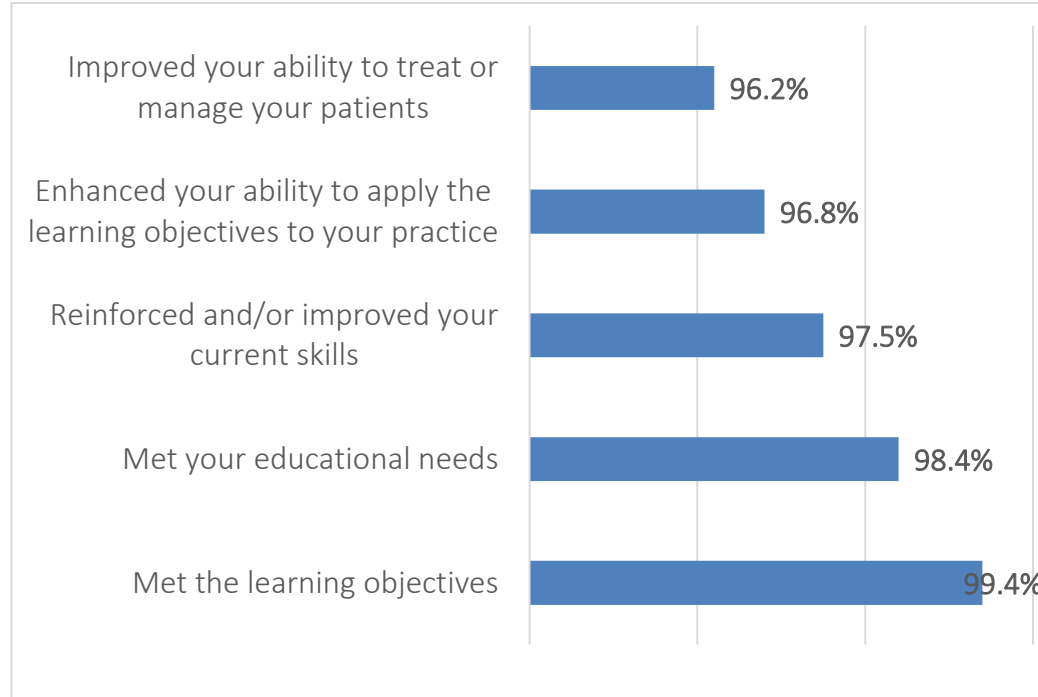 Improved your ability to treat or
manage your patients
96.2%
Enhanced your ability to apply the
learning objectives to your practice
96.8%
Reinforced and/or improved your
current skills
97.5%
Met your educational needs
98.4%
Met the learning objectives
99.4%